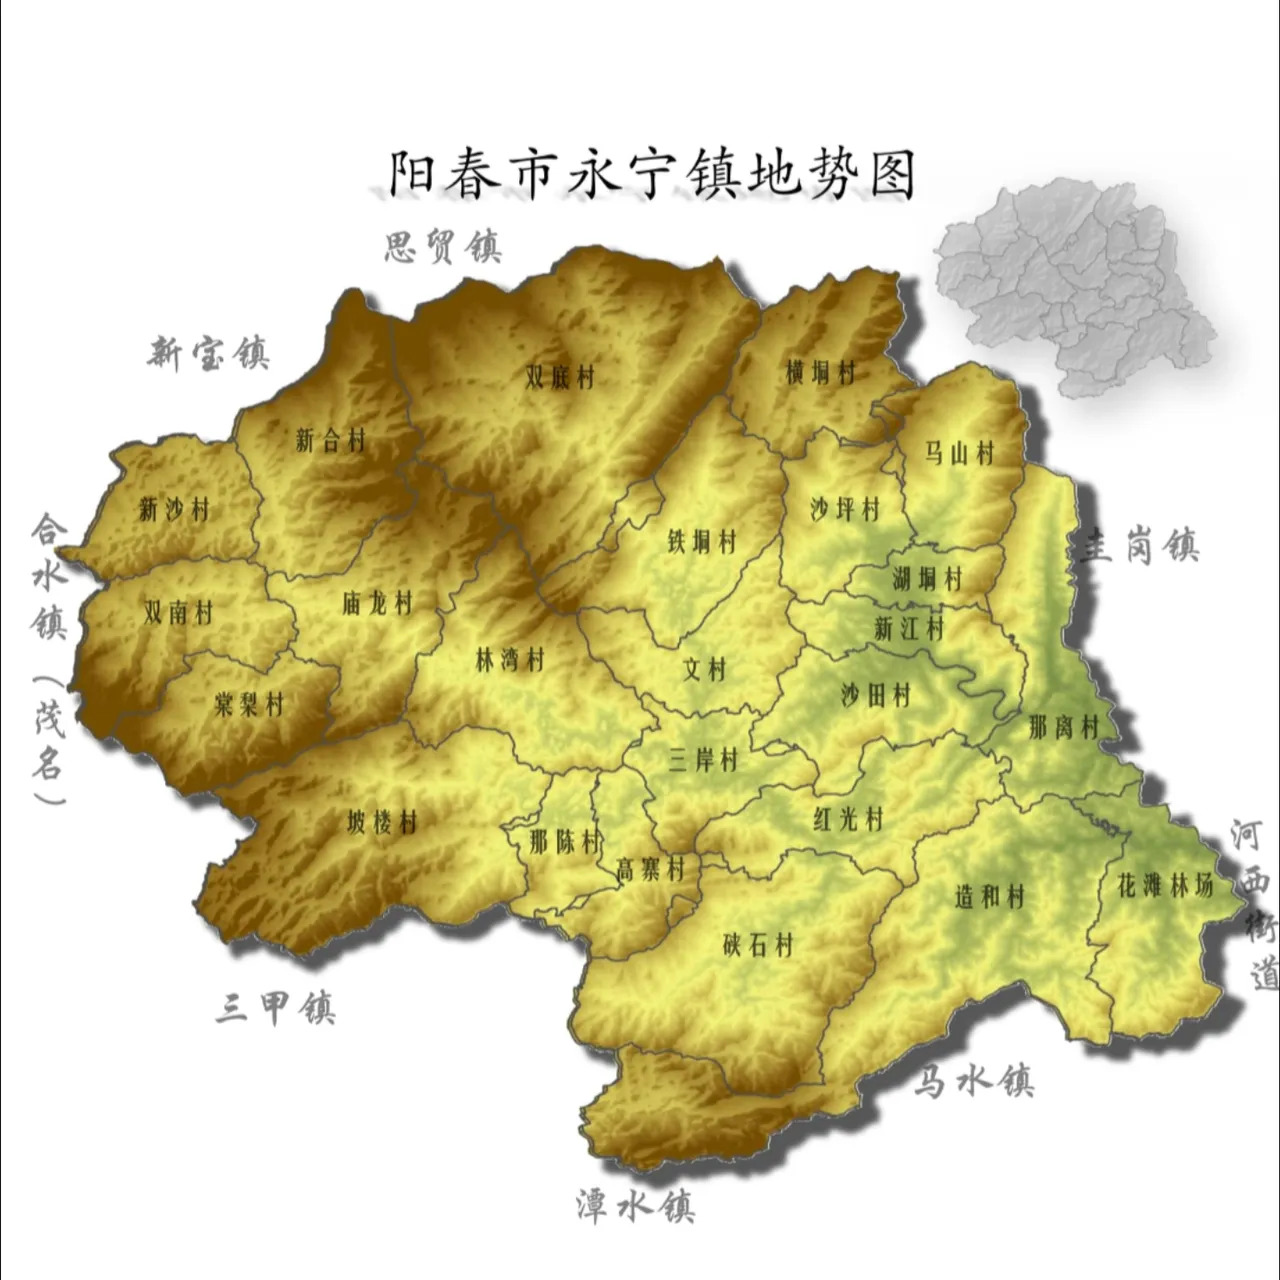 阳春市永宁镇地势图
思贺镇
新宝镇
双底村
横垌村
新合村
马山村
新沙村
沙坪村
合水镇(茂名)
铁垌村
圭岗镇
湖垌村
双南村
庙龙村
新江村
林湾村
文村
棠梨村
沙田村
那离村
三岸村
坡楼村
红光村
那陈村
河西街道
高寨村
花滩林场
造和村
硖石村
三甲镇
马水镇
潭水镇